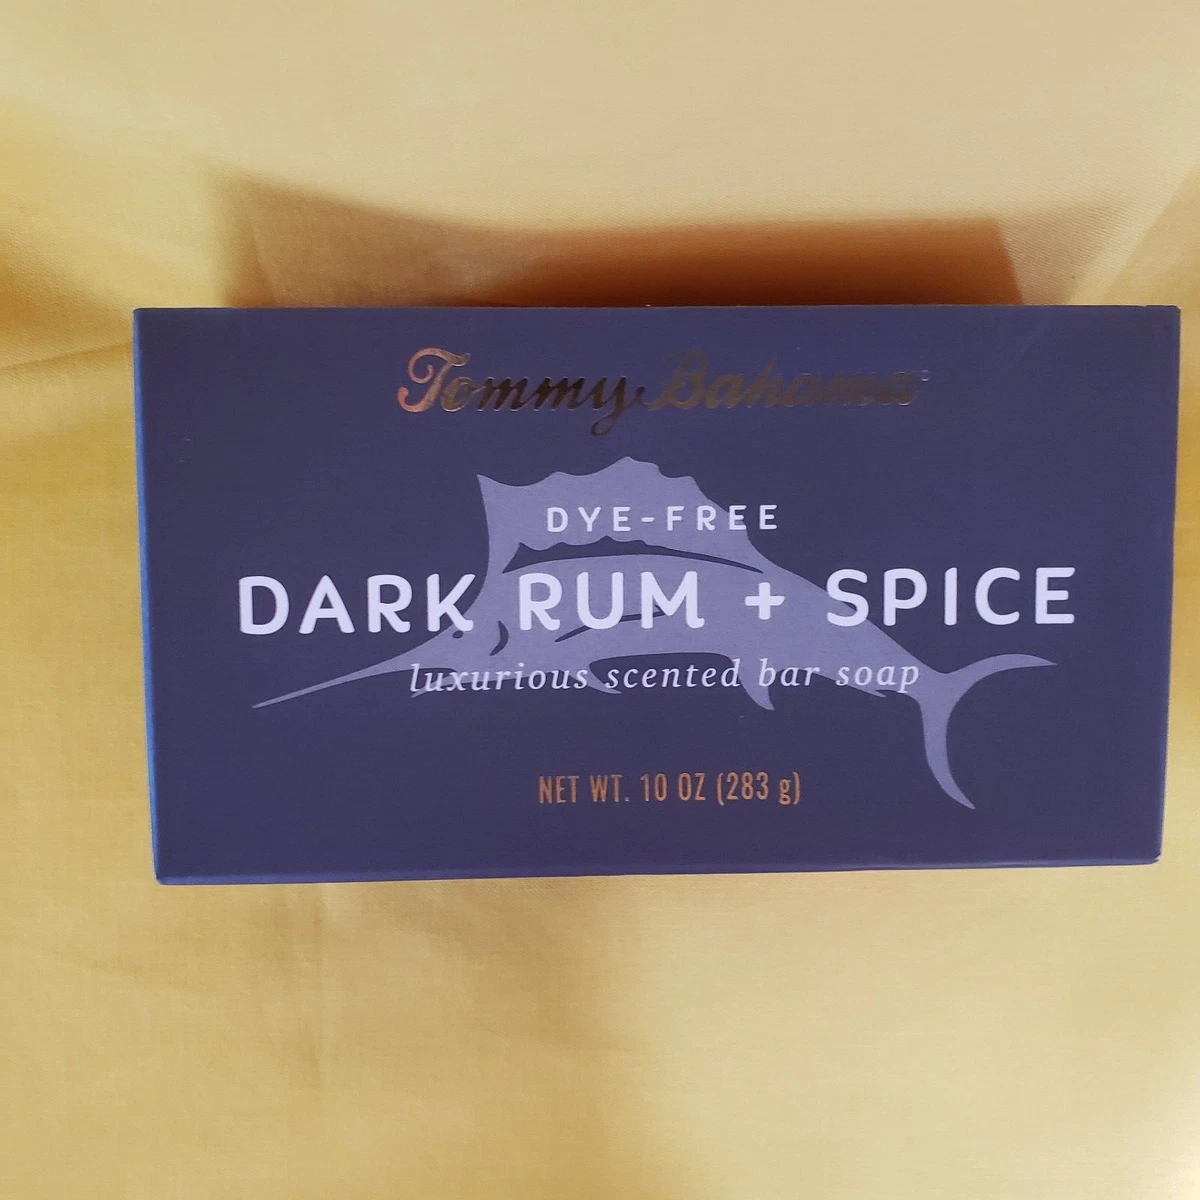 Tommy Bahama
DYE-FREE
DARK RUM + SPICE
luxurious scented bar soap
NET WT. 10 OZ (283 g)